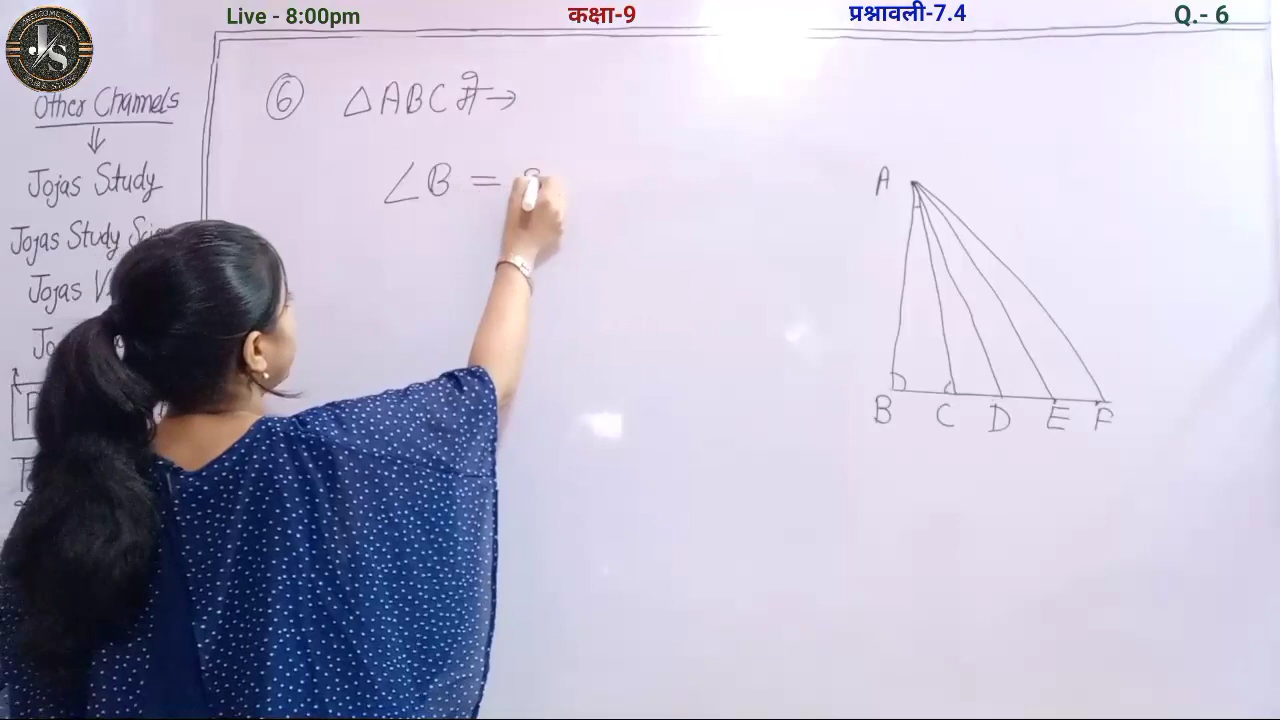 Live - 8:00pm कक्षा-9 प्रश्नावली-7.4 Q.- 6
JS
Other Channels
Jojas Study
Jojas Study
Jojas
⑥ △ABC में →
∠B =
A
B C D E F